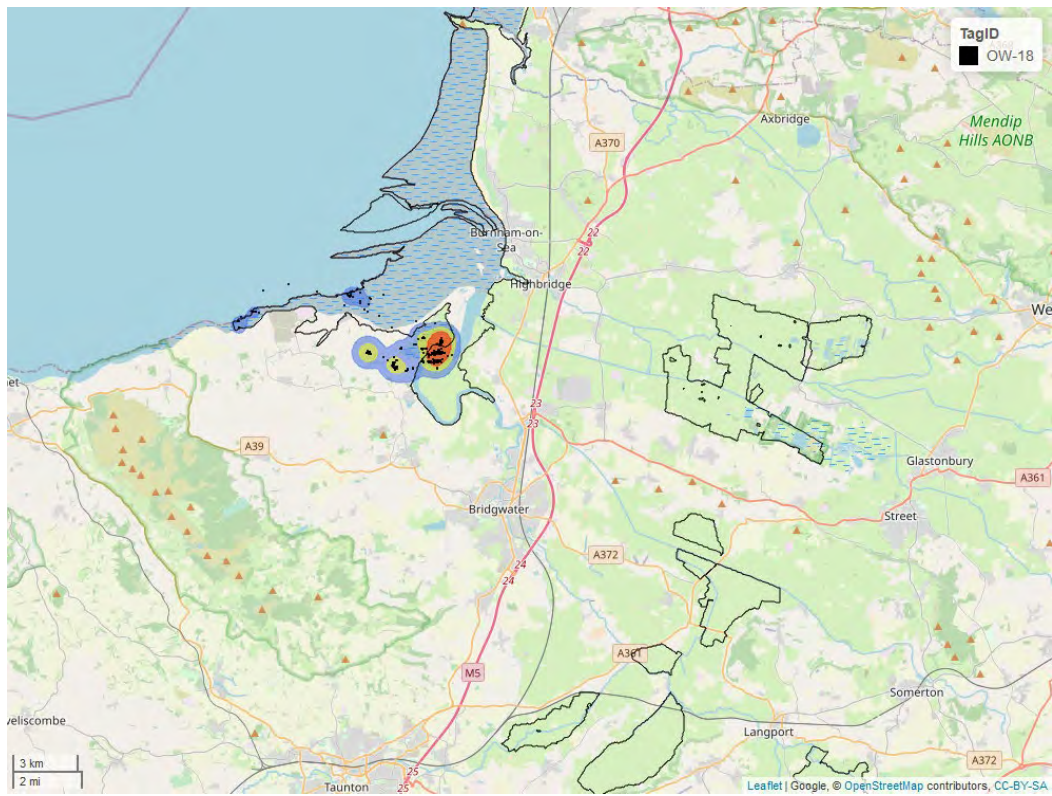 TagID
OW-18
Axbridge
Mendip
Hills AONB
A370
22
22
Burnham-on-
Sea
Highbridge
We
et
23
23
A39
Glastonbury
A361
Bridgwater
Street
A372
24
24
A361
M5
Somerton
veliscombe
Langport
3 km
2 mi
25
25
Taunton
A372
Leaflet | Google, © OpenStreetMap contributors, CC-BY-SA